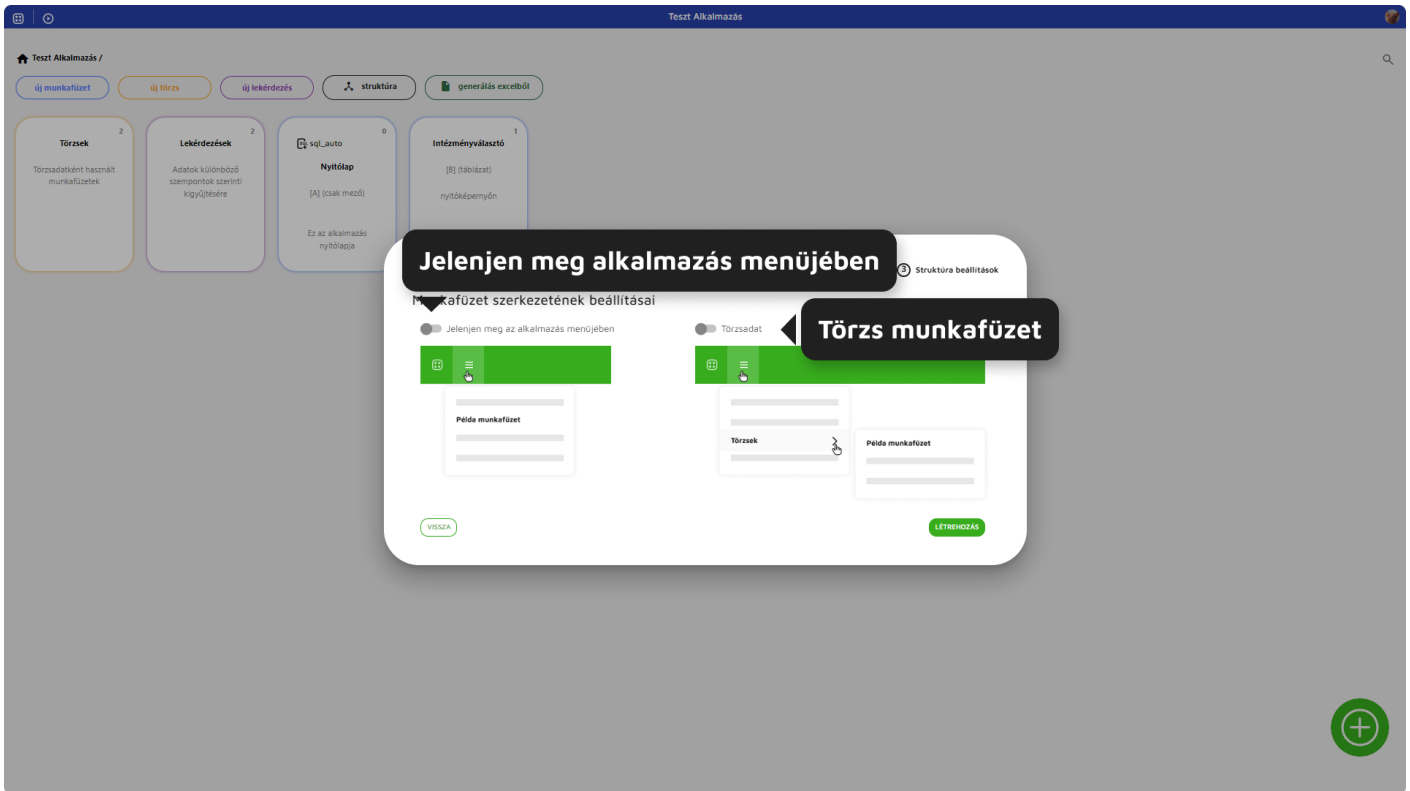 Teszt Alkalmazás
Teszt Alkalmazás /
új munkafüzet
új törzs
új lekérdezés
struktúra
generálás excelből
2
Törzsek
Törzsadatként használt
munkafüzetek
2
Lekérdezések
Adatok különböző
szempontok szerinti
kigyűjtésére
0
sql_auto
Nyitólap
[A] (csak mező)
Ez az alkalmazás
nyitólapja
1
Intézményválasztó
[B] (táblázat)
nyitóképernyőn
Jelenjen meg alkalmazás menüjében
3 Struktúra beállítások
Munkafüzet szerkezetének beállításai
Jelenjen meg az alkalmazás menüjében
Törzsadat
Törzs munkafüzet
Példa munkafüzet
Törzsek
Példa munkafüzet
VISSZA
LÉTREHOZÁS